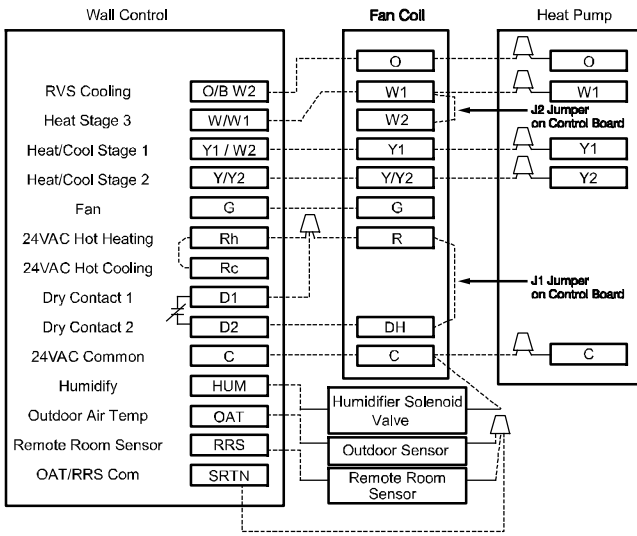 Wall Control
Fan Coil
Heat Pump
O
O
RVS Cooling
O/B W2
W1
W1
J2 Jumper
on Control Board
Heat Stage 3
W/W1
W2
Heat/Cool Stage 1
Y1 / W2
Y1
Y1
Heat/Cool Stage 2
Y/Y2
Y/Y2
Y2
Fan
G
G
24VAC Hot Heating
Rh
R
24VAC Hot Cooling
Rc
J1 Jumper
on Control Board
Dry Contact 1
D1
Dry Contact 2
D2
DH
24VAC Common
C
C
C
Humidify
HUM
Humidifier Solenoid
Valve
Outdoor Air Temp
OAT
Outdoor Sensor
Remote Room Sensor
RRS
Remote Room
Sensor
OAT/RRS Com
SRTN